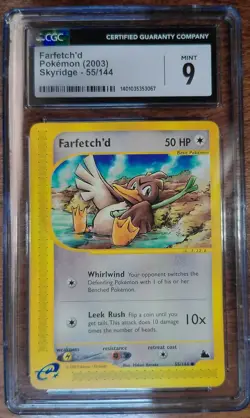 CGC
CERTIFIED GUARANTY COMPANY
Farfetch'd
Pokémon (2003)
Skyridge - 55/144
MINT
9
1401035353067
Farfetch'd
50 HP
Basic Pokémon
Whirlwind Your opponent switches the
Defending Pokémon with 1 of his or her
Benched Pokémon.
Leek Rush Flip a coin until you
get tails. This attack does 10 damage
times the number of heads.
10x
weakness
resistance
retreat cost
55/144